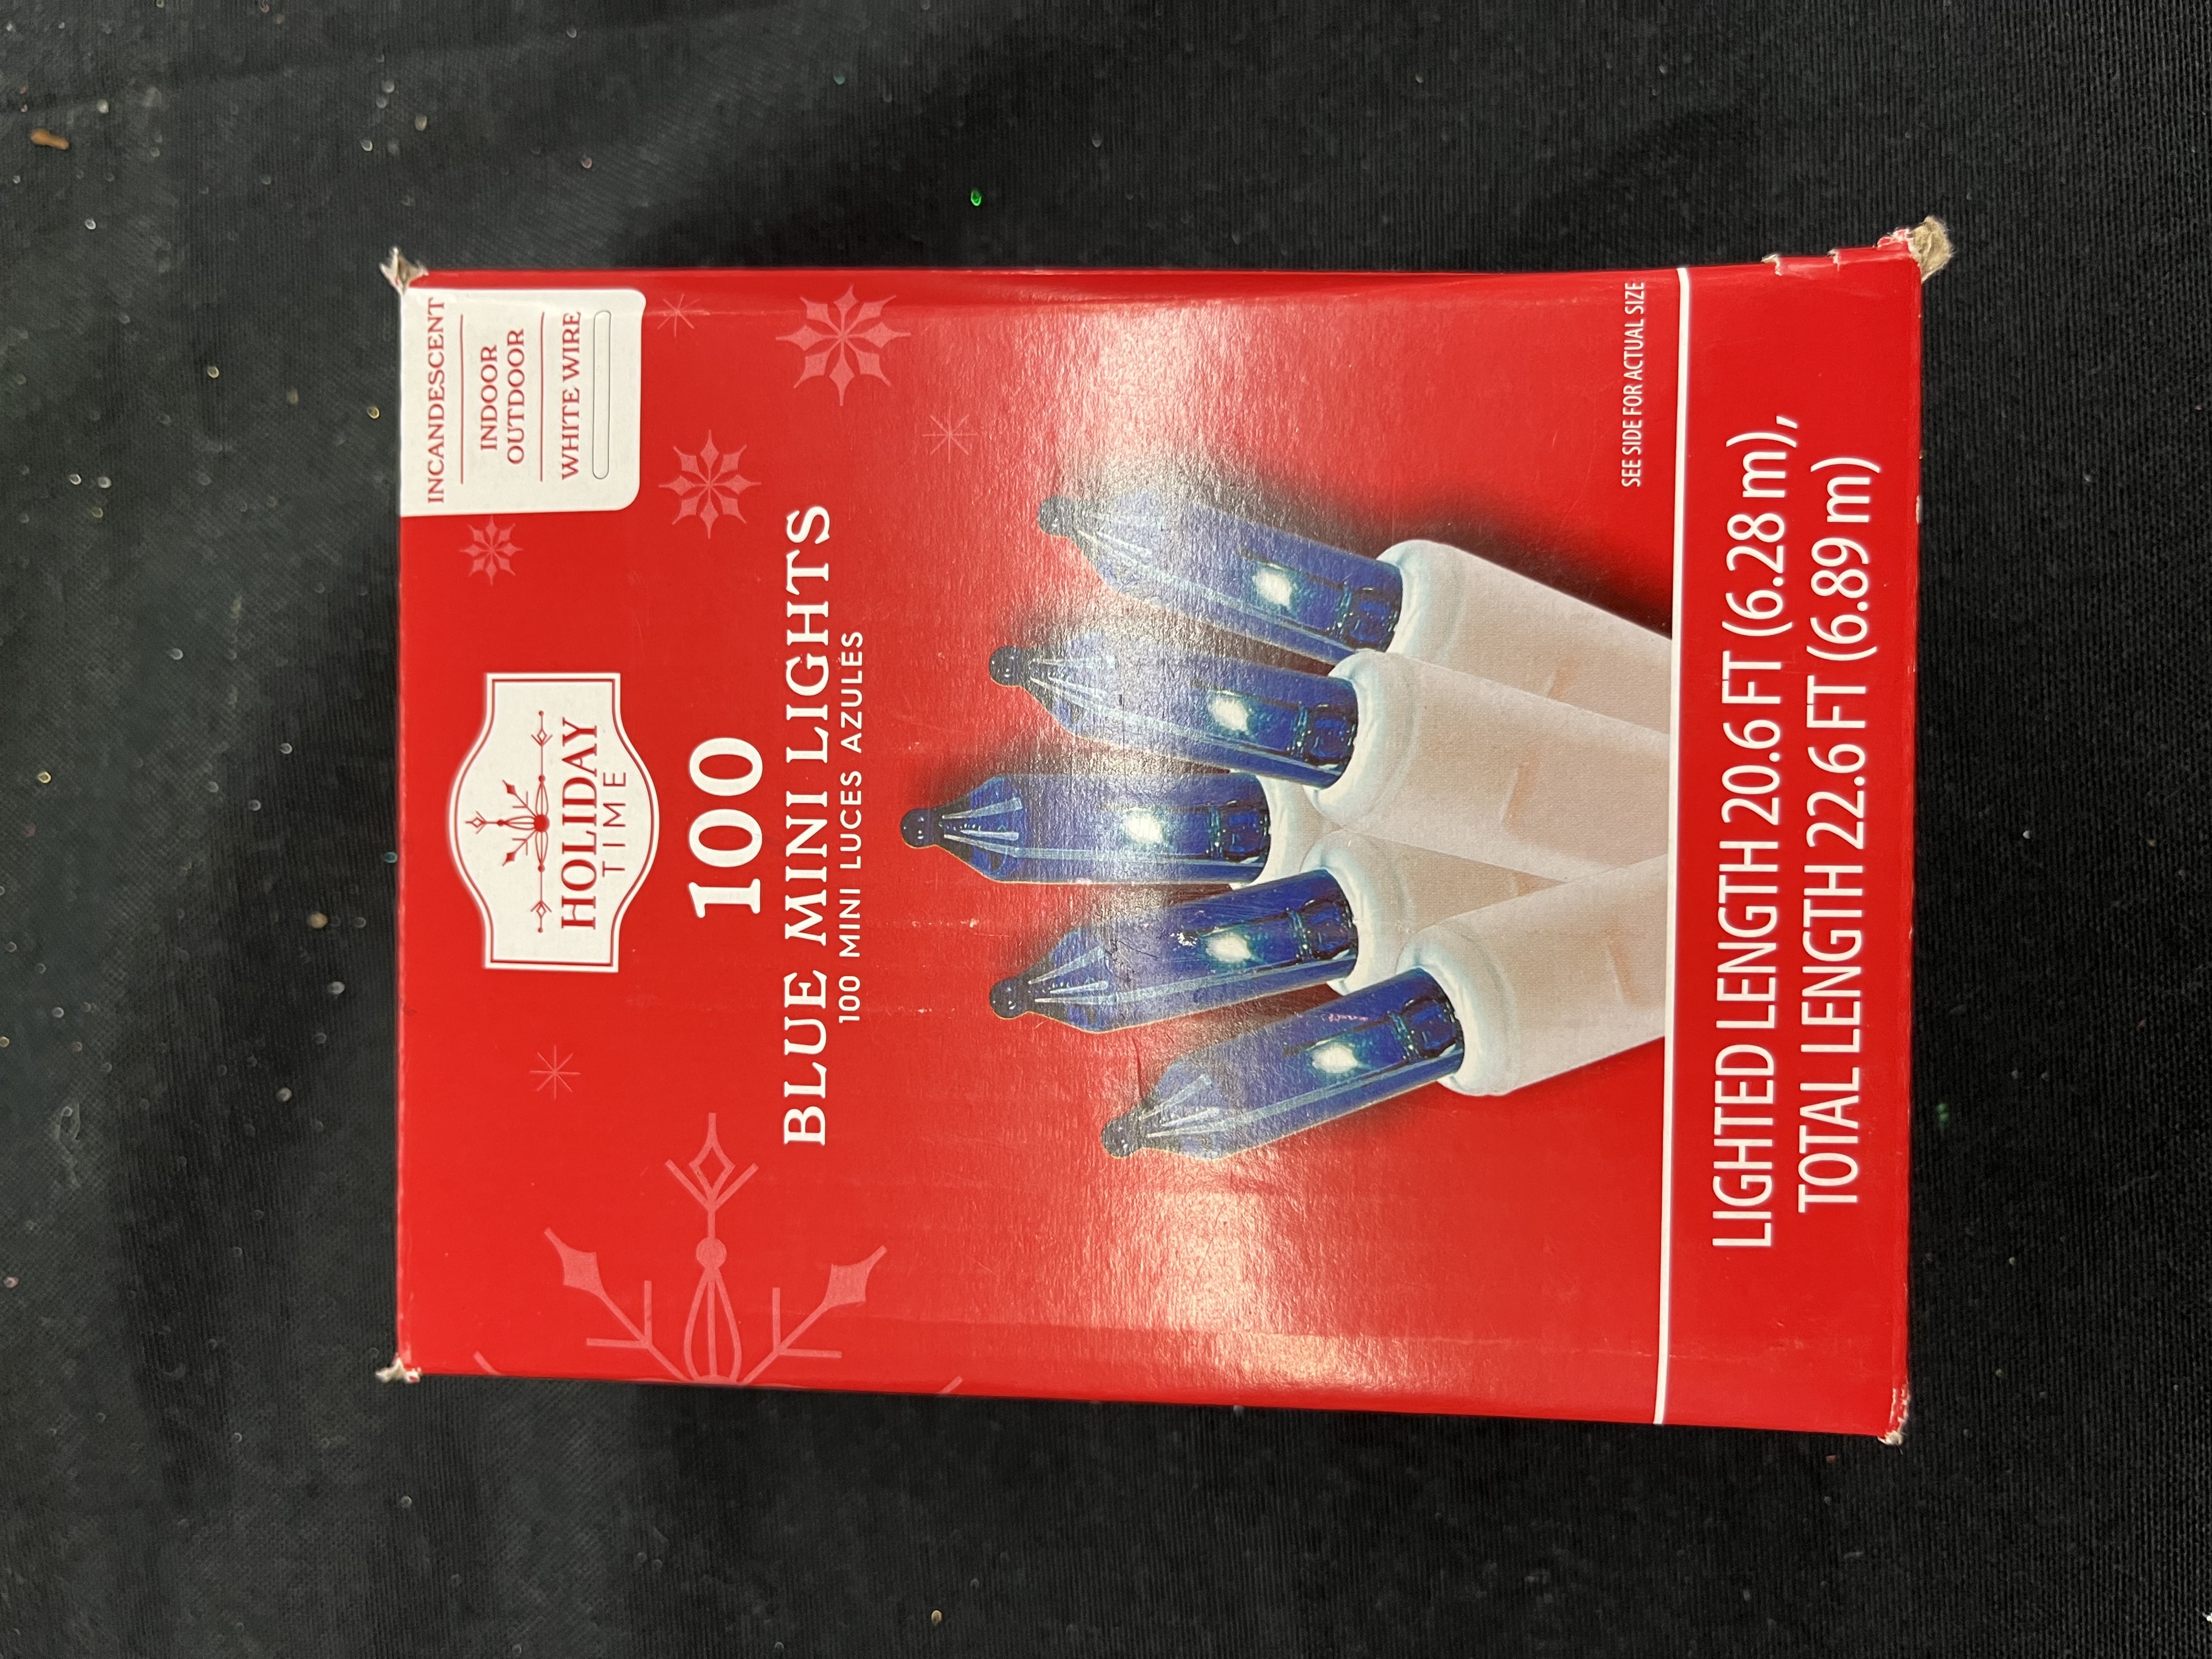 INCANDESCENT
INDOOR
OUTDOOR
WHITE WIRE
HOLIDAY
TIME
100
BLUE MINI LIGHTS
100 MINI LUCES AZULES
SEE SIDE FOR ACTUAL SIZE
LIGHTED LENGTH 20.6 FT (6.28 m),
TOTAL LENGTH 22.6 FT (6.89 m)